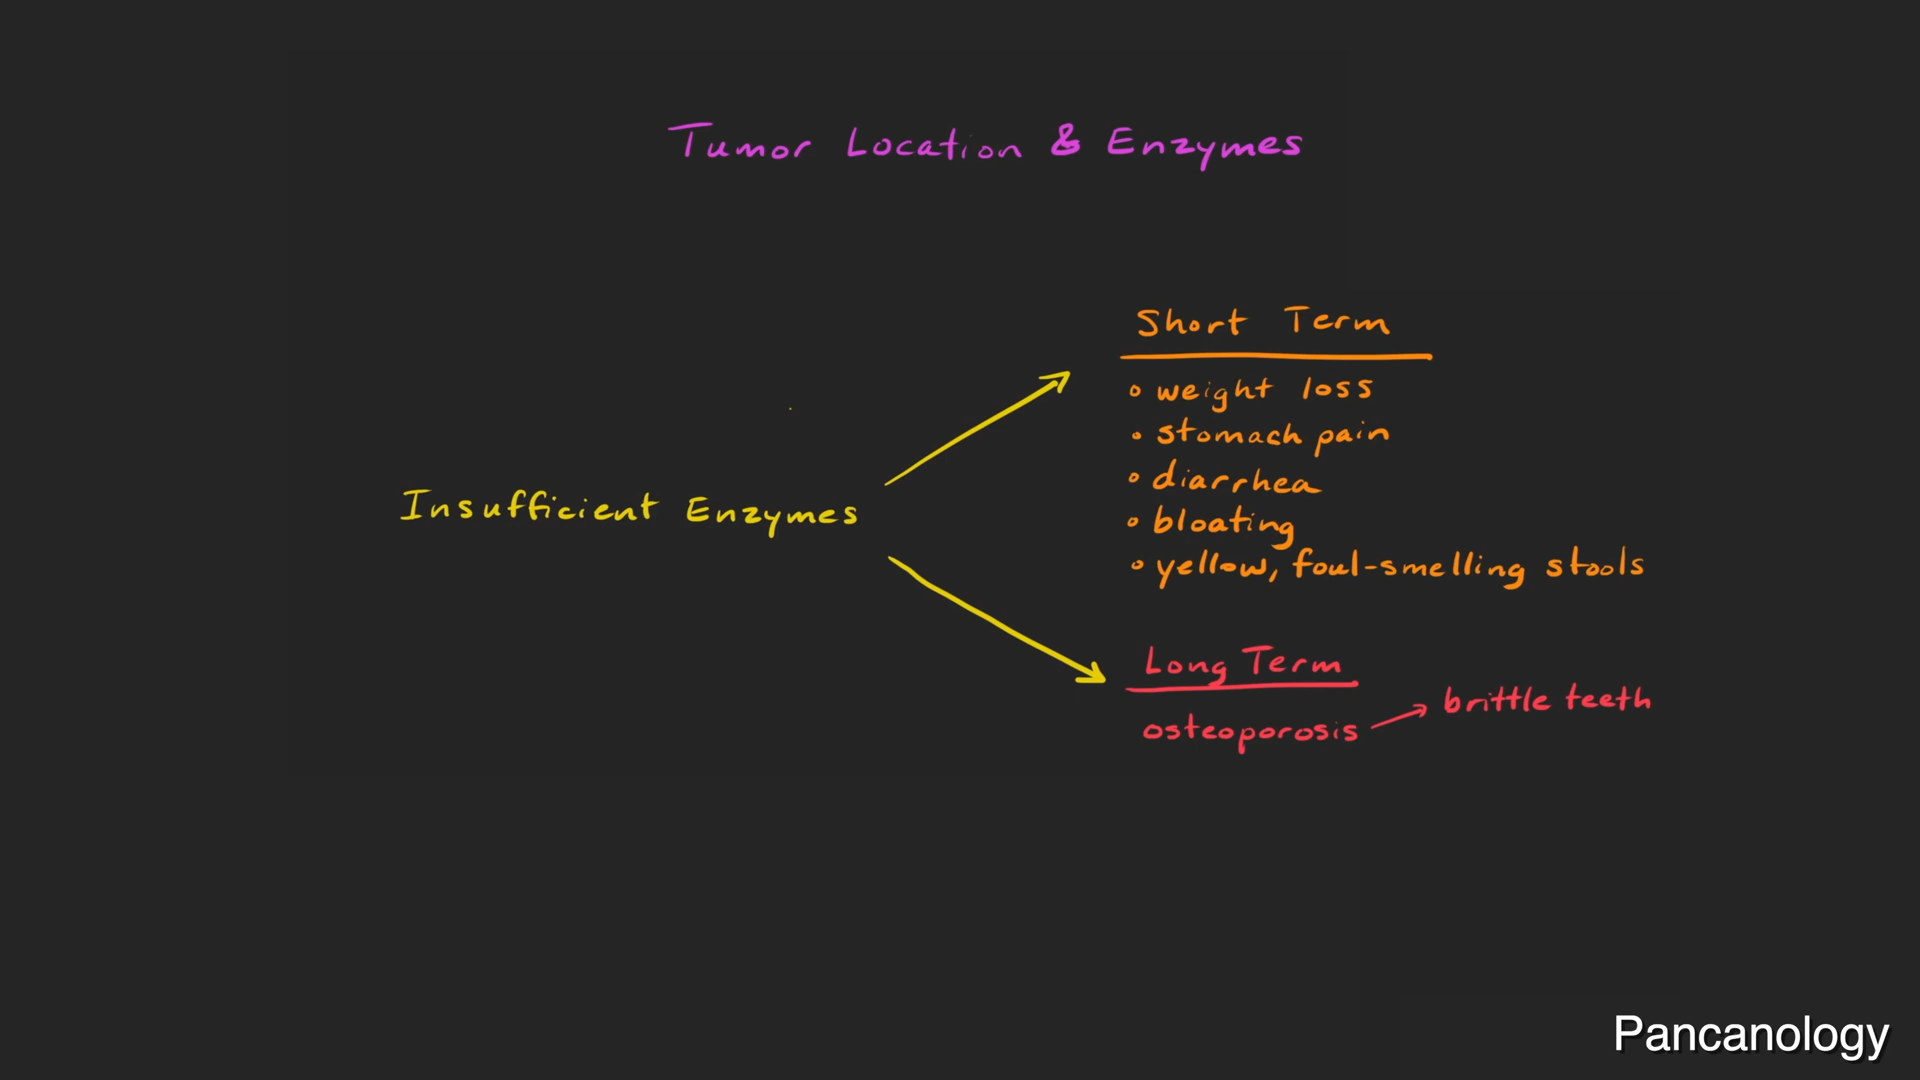 Tumor Location & Enzymes
Insufficient Enzymes
Short Term
• weight loss
• stomach pain
• diarrhea
• bloating
• yellow, foul-smelling stools
Long Term
osteoporosis → brittle teeth
Pancanology